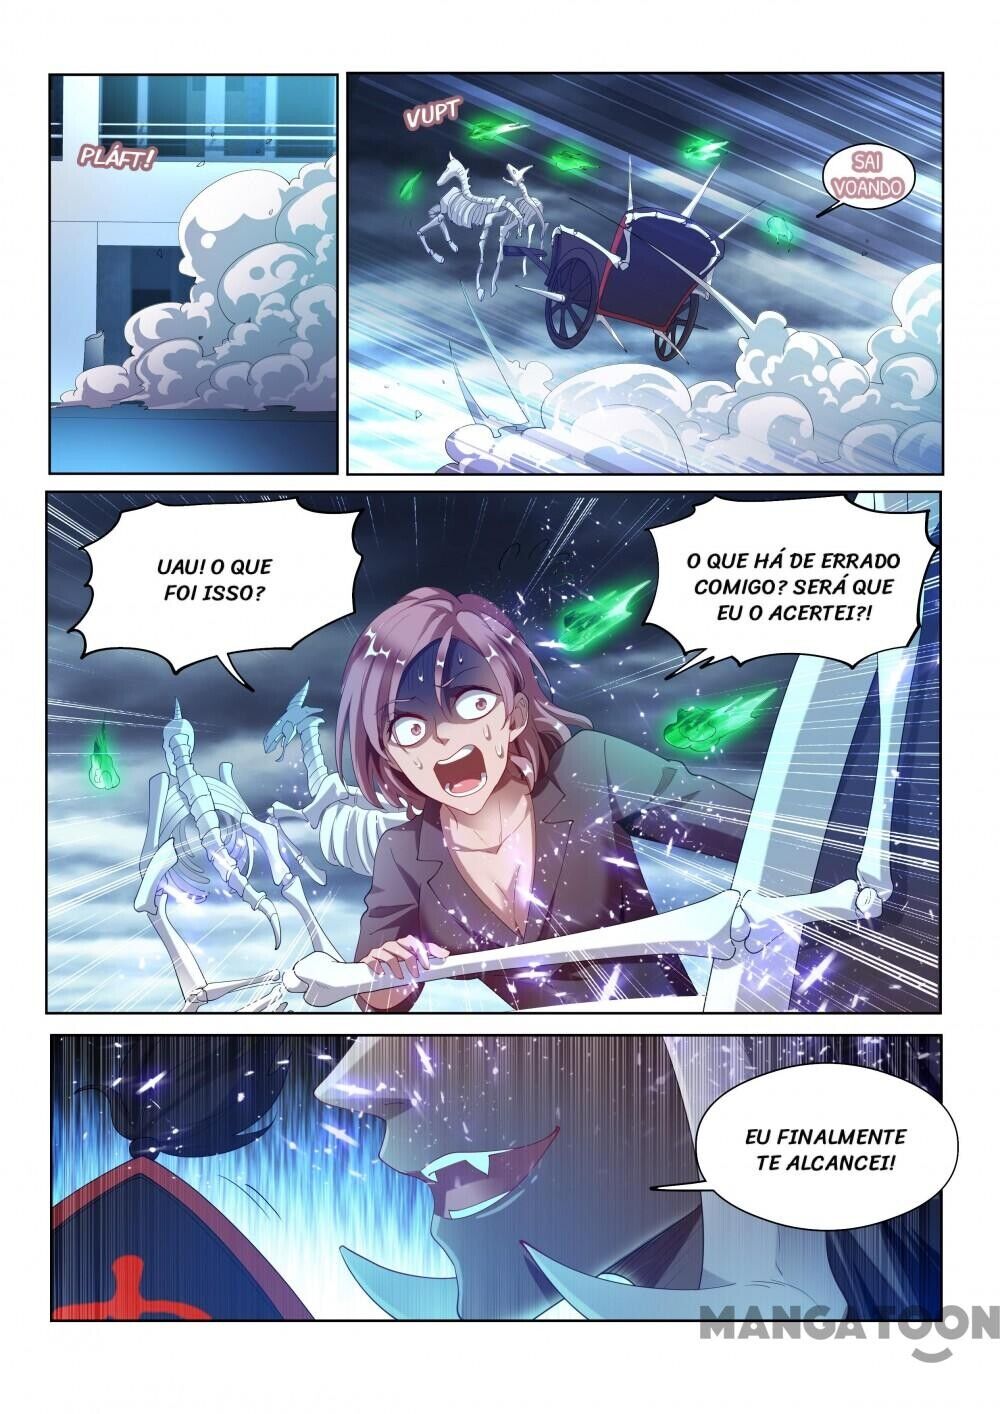 PLÁFT!
VUPT
SAI
VOANDO
UAU! O QUE
FOI ISSO?
O QUE HÁ DE ERRADO
COMIGO? SERÁ QUE
EU O ACERTEI?!
EU FINALMENTE
TE ALCANCEI!
MANGATOON